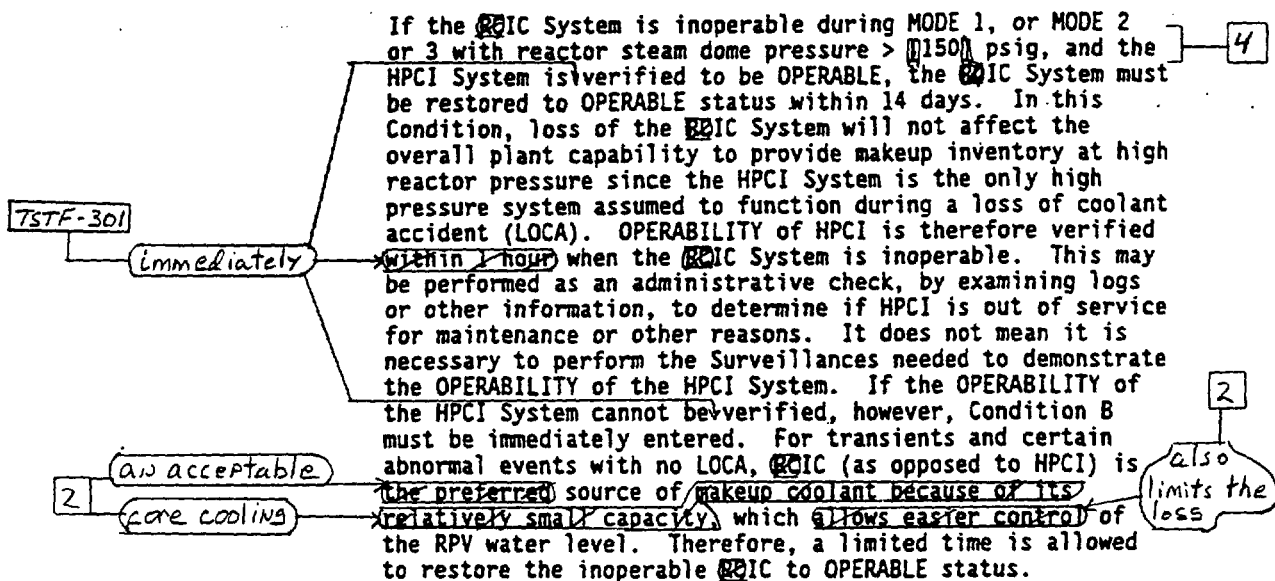 If the RCIC System is inoperable during MODE 1, or MODE 2
or 3 with reactor steam dome pressure > [150] psig, and the
4
HPCI System is verified to be OPERABLE, the RCIC System must
be restored to OPERABLE status within 14 days. In this
Condition, loss of the RCIC System will not affect the
overall plant capability to provide makeup inventory at high
reactor pressure since the HPCI System is the only high
pressure system assumed to function during a loss of coolant
TSTF-301
accident (LOCA). OPERABILITY of HPCI is therefore verified
immediately
within 1 hour when the RCIC System is inoperable. This may
be performed as an administrative check, by examining logs
or other information, to determine if HPCI is out of service
for maintenance or other reasons. It does not mean it is
necessary to perform the Surveillances needed to demonstrate
the OPERABILITY of the HPCI System. If the OPERABILITY of
the HPCI System cannot be verified, however, Condition B
2
must be immediately entered. For transients and certain
abnormal events with no LOCA, RCIC (as opposed to HPCI) is
an acceptable
the preferred source of makeup coolant because of its
2
core cooling
relatively small capacity, which allows easier control of
also
limits the
loss
the RPV water level. Therefore, a limited time is allowed
to restore the inoperable RCIC to OPERABLE status.